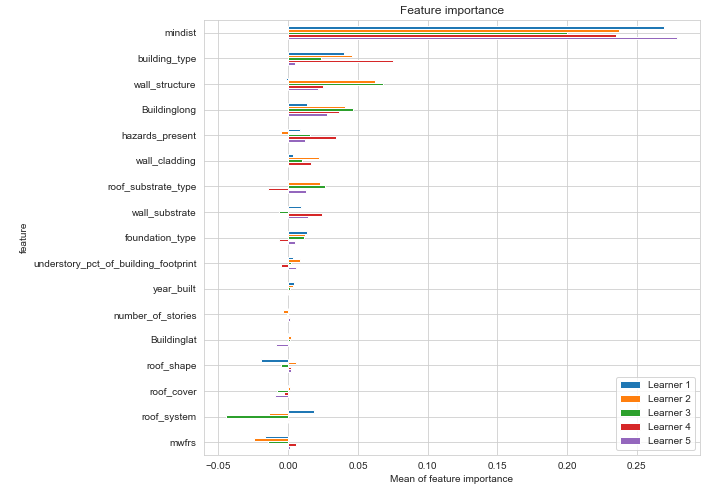 Feature importance
mindist
building_type
wall_structure
Buildinglong
hazards_present
wall_cladding
roof_substrate_type
wall_substrate
foundation_type
understory_pct_of_building_footprint
year_built
number_of_stories
Buildinglat
roof_shape
roof_cover
roof_system
mwfrs
feature
Learner 1
Learner 2
Learner 3
Learner 4
Learner 5
−0.05 0.00 0.05 0.10 0.15 0.20 0.25
Mean of feature importance